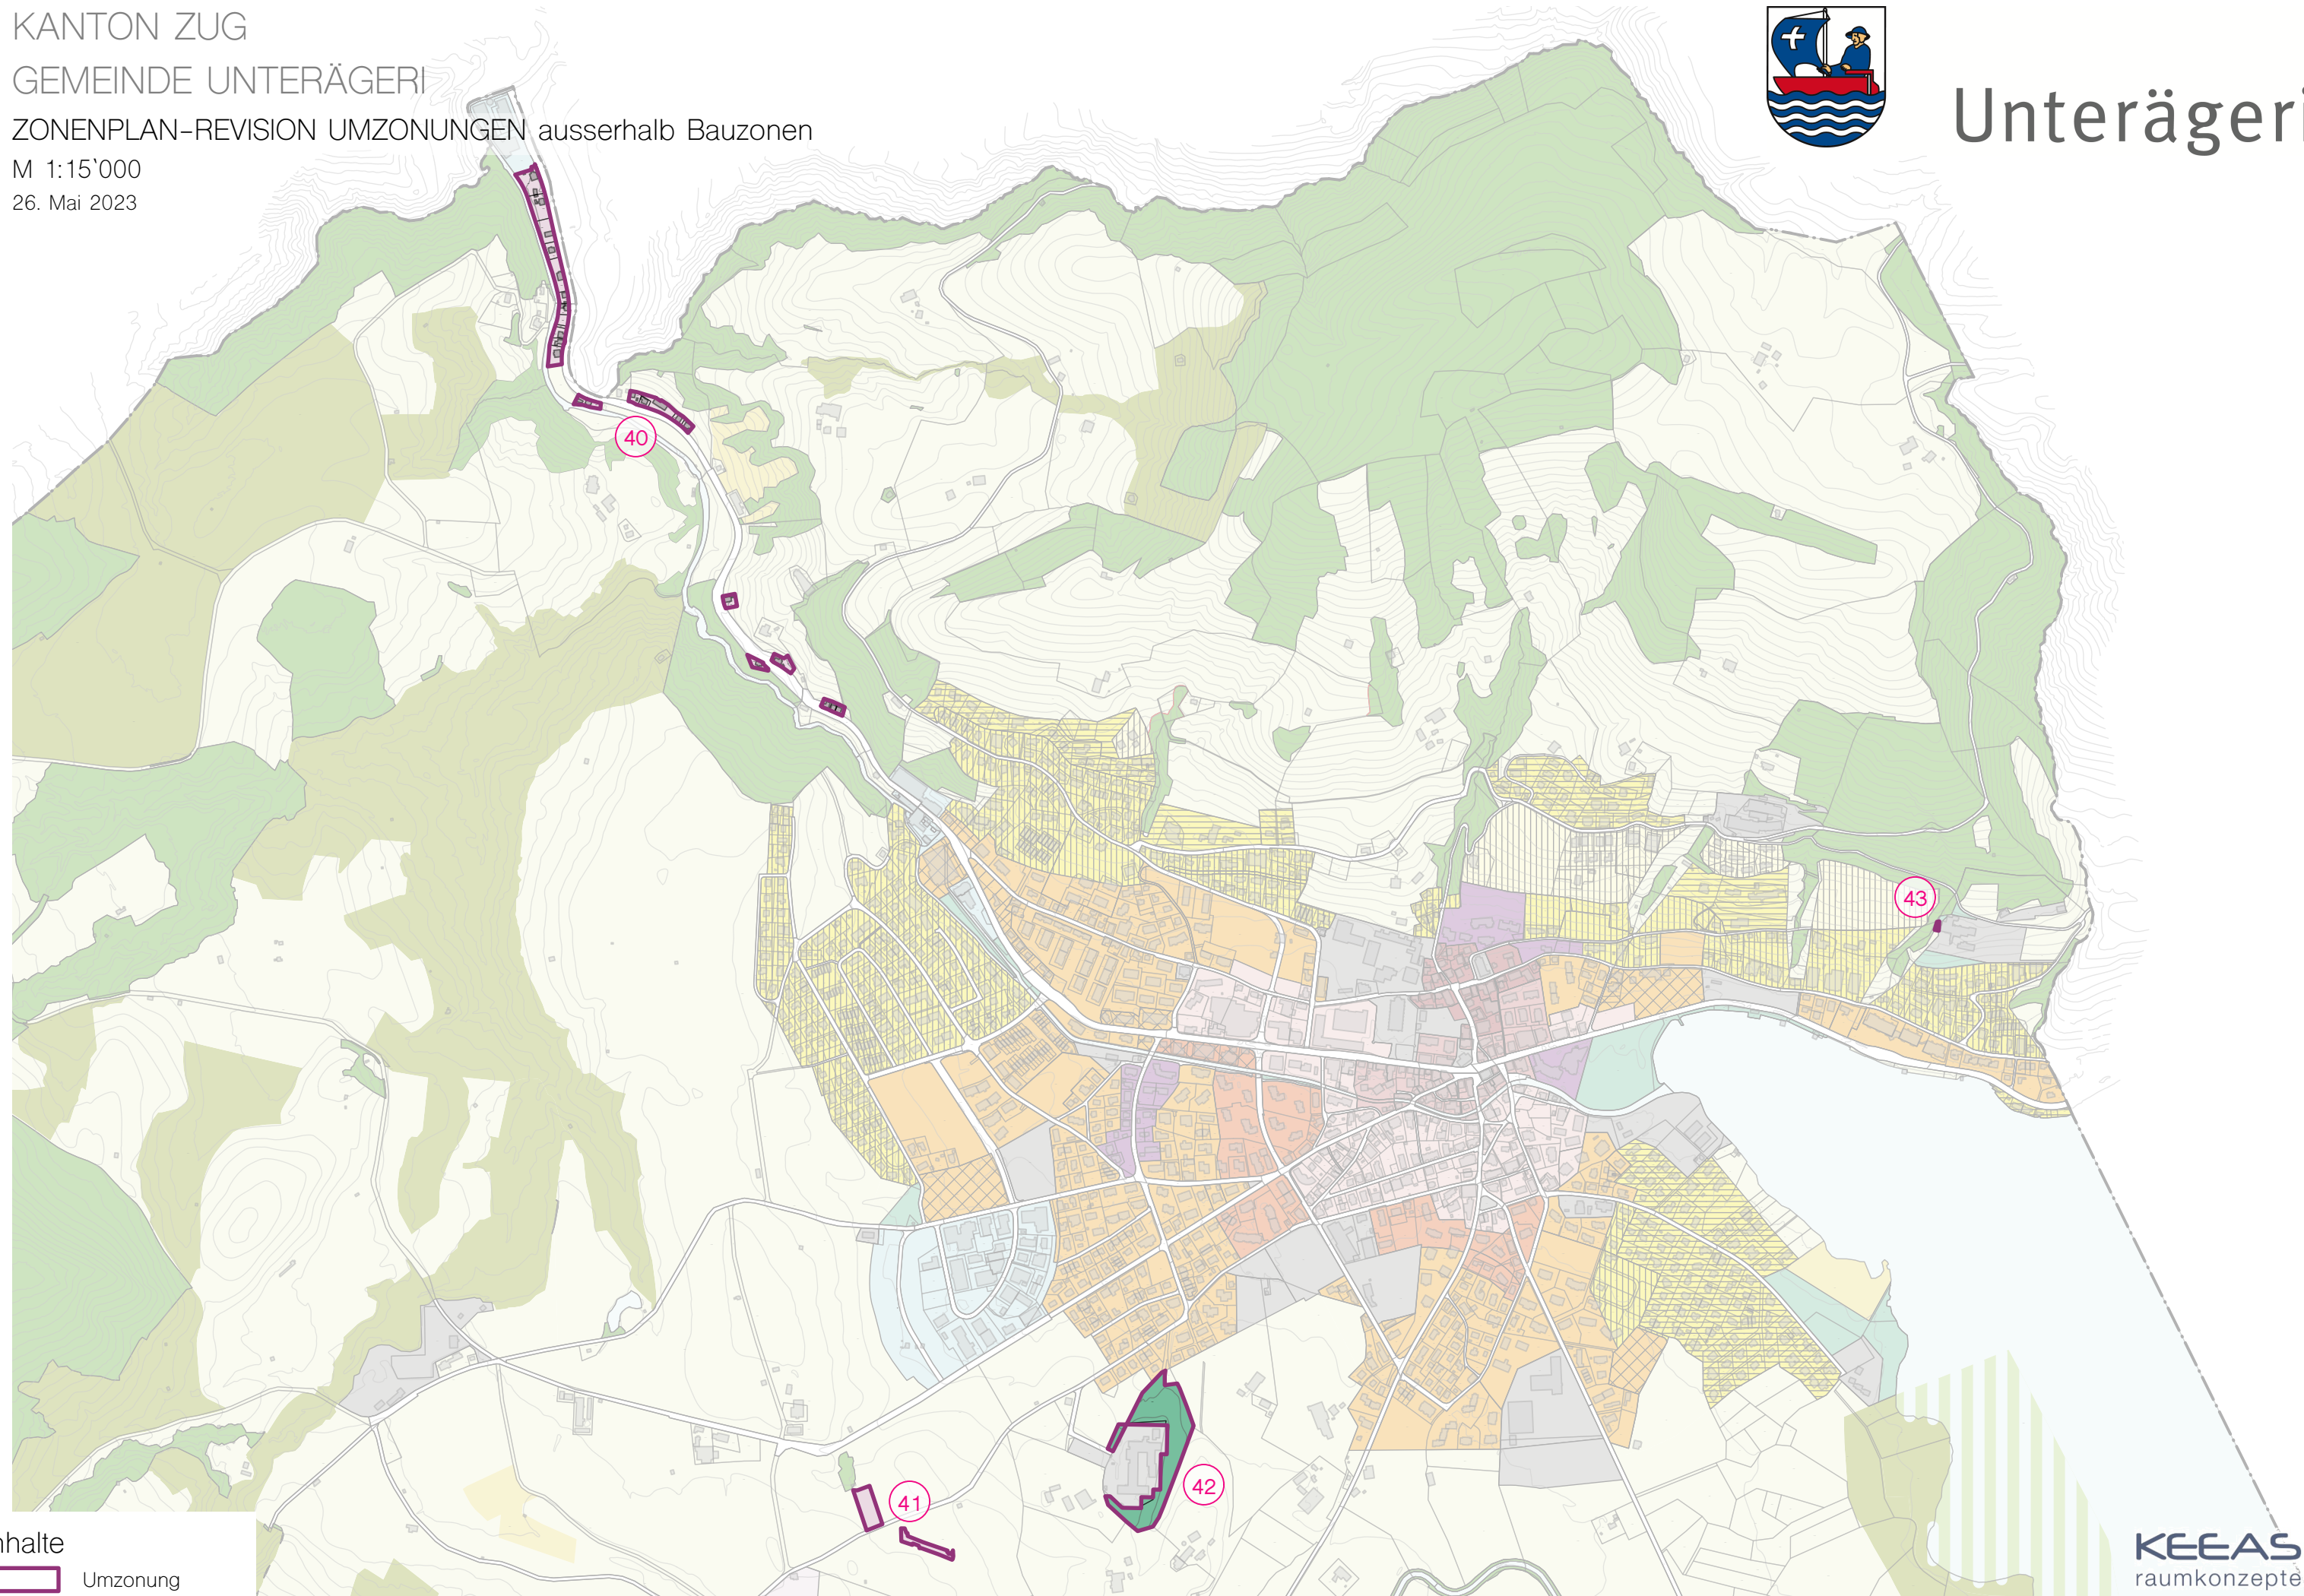 KANTON ZUG
GEMEINDE UNTERÄGERI
ZONENPLAN-REVISION UMZONUNGEN ausserhalb Bauzonen
M 1:15`000
26. Mai 2023
Unterägeri
40
43
42
41
nhalte
Umzonung
KEEAS
raumkonzepte